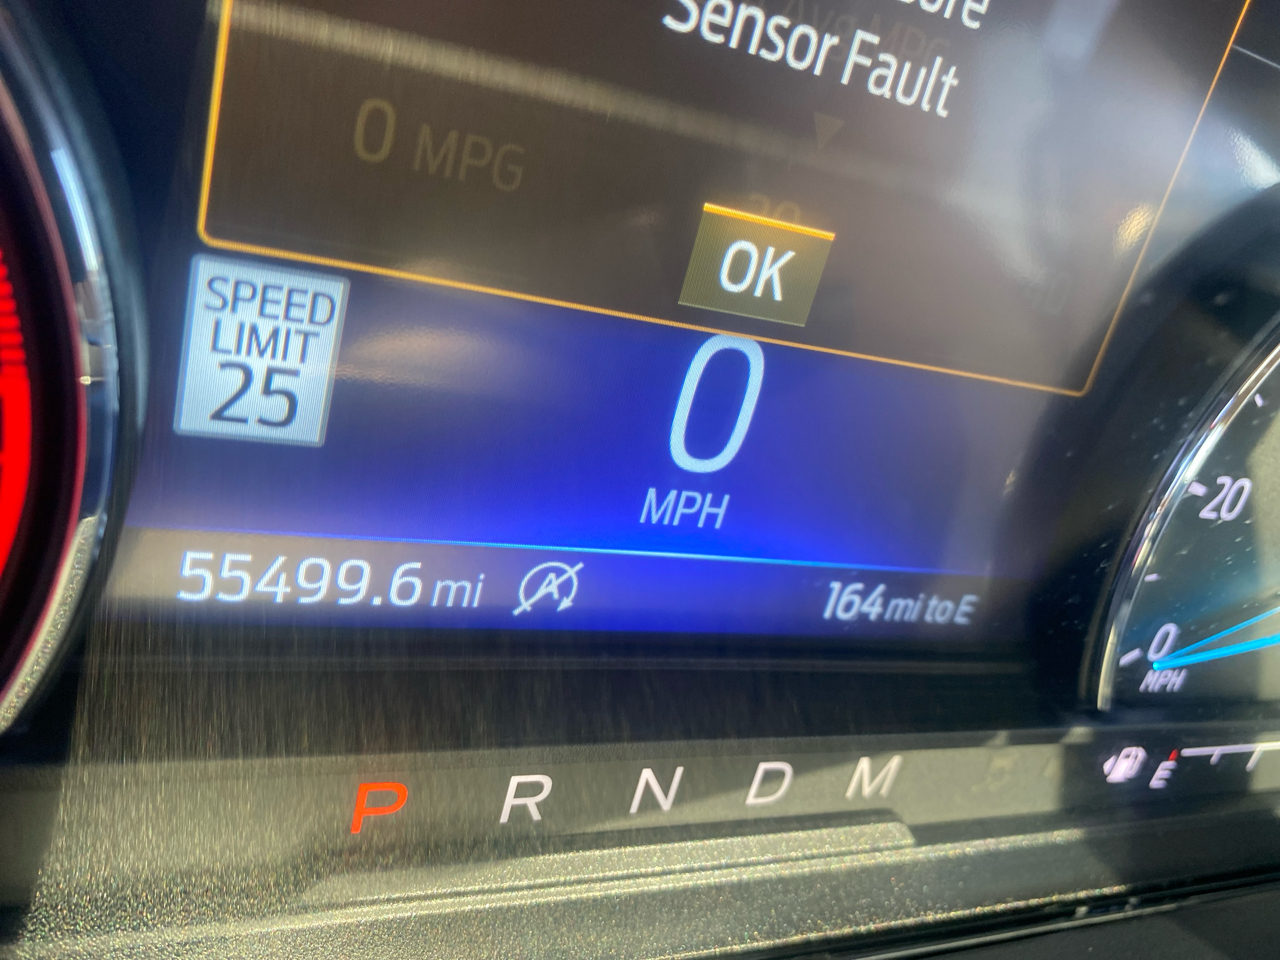 Sensor Fault
0 MPG
OK
SPEED
LIMIT
25
0
MPH
55499.6 mi
164 mi to E
20
0
MPH
P R N D M
E